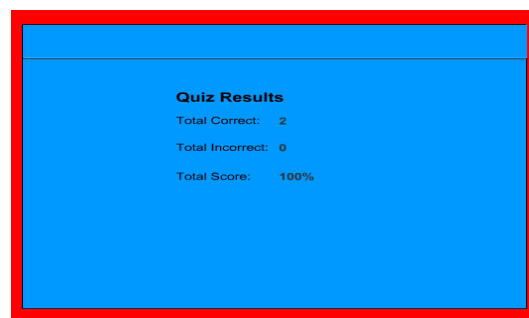 Quiz Results
Total Correct: 2
Total Incorrect: 0
Total Score: 100%